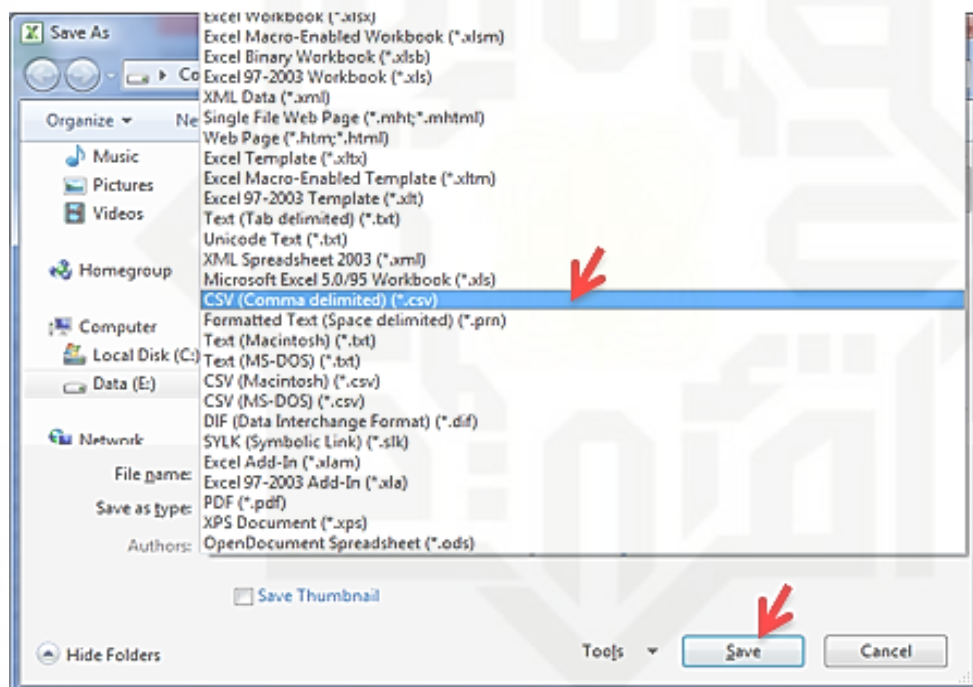 Save As
Co
Organize
Ne
Music
Pictures
Videos
Homegroup
Computer
Local Disk (C:)
Data (E:)
Network
Excel Workbook (*.xlsx)
Excel Macro-Enabled Workbook (*.xlsm)
Excel Binary Workbook (*.xlsb)
Excel 97-2003 Workbook (*.xls)
XML Data (*.xml)
Single File Web Page (*.mht;*.mhtml)
Web Page (*.htm;*.html)
Excel Template (*.xltx)
Excel Macro-Enabled Template (*.xltm)
Excel 97-2003 Template (*.xlt)
Text (Tab delimited) (*.txt)
Unicode Text (*.txt)
XML Spreadsheet 2003 (*.xml)
Microsoft Excel 5.0/95 Workbook (*.xls)
CSV (Comma delimited) (*.csv)
Formatted Text (Space delimited) (*.prn)
Text (Macintosh) (*.txt)
Text (MS-DOS) (*.txt)
CSV (Macintosh) (*.csv)
CSV (MS-DOS) (*.csv)
DIF (Data Interchange Format) (*.dif)
SYLK (Symbolic Link) (*.slk)
Excel Add-In (*.xlam)
Excel 97-2003 Add-In (*.xla)
PDF (*.pdf)
XPS Document (*.xps)
OpenDocument Spreadsheet (*.ods)
File name:
Save as type:
Authors:
Save Thumbnail
Hide Folders
Tools
Save
Cancel